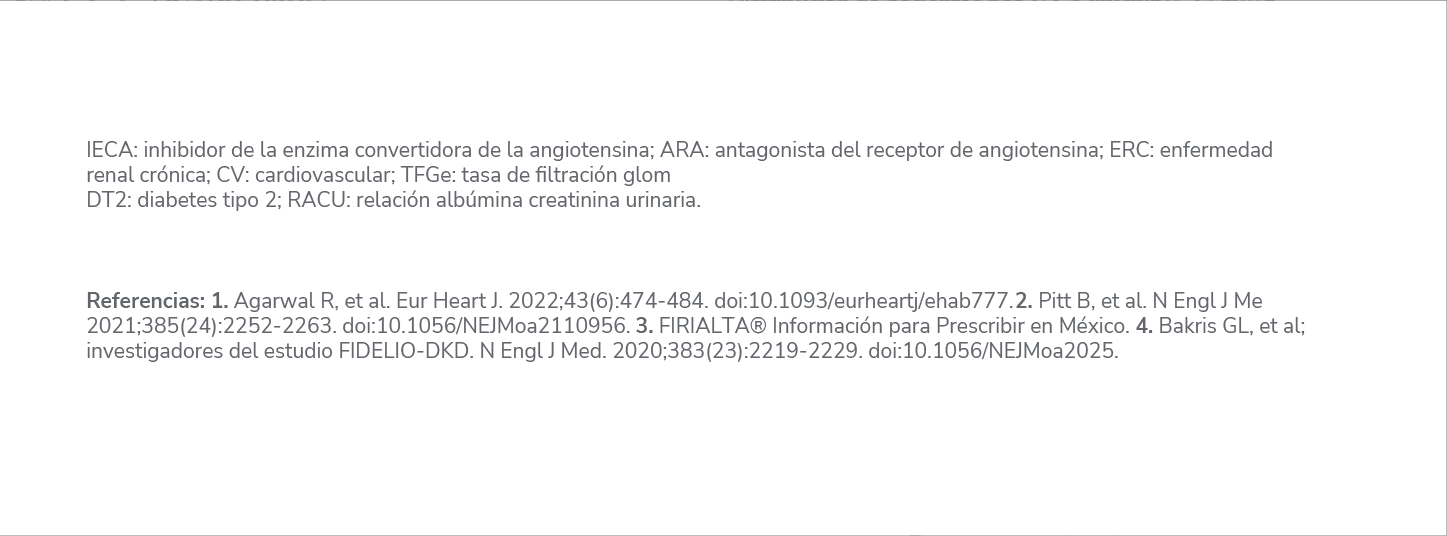 IECA: inhibidor de la enzima convertidora de la angiotensina; ARA: antagonista del receptor de angiotensina; ERC: enfermedad
renal crónica; CV: cardiovascular; TFGe: tasa de filtración glom
DT2: diabetes tipo 2; RACU: relación albúmina creatinina urinaria.
Referencias: 1. Agarwal R, et al. Eur Heart J. 2022;43(6):474-484. doi:10.1093/eurheartj/ehab777.2. Pitt B, et al. N Engl J Me
2021;385(24):2252-2263. doi:10.1056/NEJMoa2110956. 3. FIRIALTA® Información para Prescribir en México. 4. Bakris GL, et al;
investigadores del estudio FIDELIO-DKD. N Engl J Med. 2020;383(23):2219-2229. doi:10.1056/NEJMoa2025.